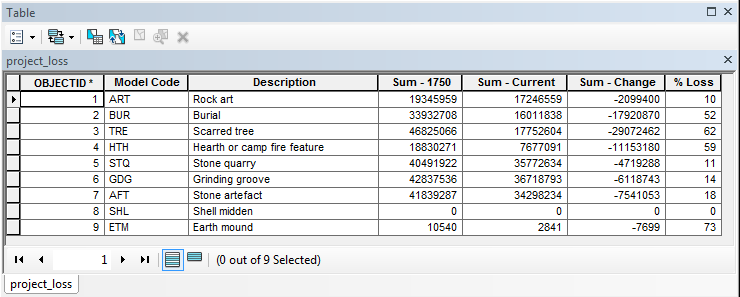 Table
project_loss
OBJECTID * Model Code Description Sum - 1750 Sum - Current Sum - Change % Loss
1 ART Rock art 19345959 17246559 -2099400 10
2 BUR Burial 33932708 16011838 -17920870 52
3 TRE Scarred tree 46825066 17752604 -29072462 62
4 HTH Hearth or camp fire feature 18830271 7677091 -11153180 59
5 STQ Stone quarry 40491922 35772634 -4719288 11
6 GDG Grinding groove 42837536 36718793 -6118743 14
7 AFT Stone artefact 41839287 34298234 -7541053 18
8 SHL Shell midden 0 0 0 0
9 ETM Earth mound 10540 2841 -7699 73
1 (0 out of 9 Selected)
project_loss